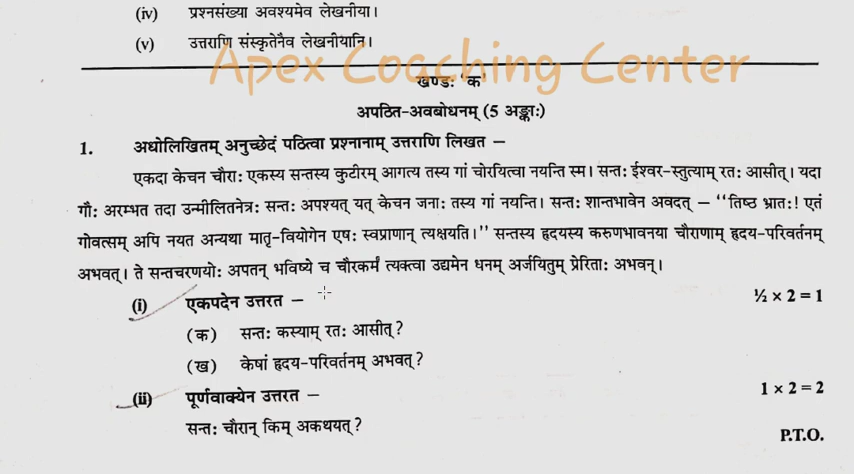 (iv) प्रश्नसंख्या अवश्यमेव लेखनीया।
(v) उत्तराणि संस्कृतेनैव लेखनीयानि।
Apex Coaching Center
खण्डः 'क'
अपठित-अवबोधनम् (5 अङ्काः)
1. अधोलिखितम् अनुच्छेदं पठित्वा प्रश्नानाम् उत्तराणि लिखत –
एकदा केचन चौराः एकस्य सन्तस्य कुटीरम् आगत्य तस्य गां चोरयित्वा नयन्ति स्म। सन्तः ईश्वर-स्तुत्याम् रतः आसीत्। यदा
गौः अरम्भत तदा उन्मीलितनेत्रः सन्तः अपश्यत् यत् केचन जनाः तस्य गां नयन्ति। सन्तः शान्तभावेन अवदत् – "तिष्ठ भ्रातः! एतं
गोवत्सम् अपि नयत अन्यथा मातृ-वियोगेन एषः स्वप्राणान् त्यक्ष्यति।" सन्तस्य हृदयस्य करुणभावनया चौराणाम् हृदय-परिवर्तनम्
अभवत्। ते सन्तचरणयोः अपतन् भविष्ये च चौरकर्मं त्यक्त्वा उद्यमेन धनम् अर्जयितुम् प्रेरिताः अभवन्।
(i) एकपदेन उत्तरत – ½ × 2 = 1
(क) सन्तः कस्याम् रतः आसीत्?
(ख) केषां हृदय-परिवर्तनम् अभवत्?
(ii) पूर्णवाक्येन उत्तरत – 1 × 2 = 2
सन्तः चौरान् किम् अकथयत्?
P.T.O.